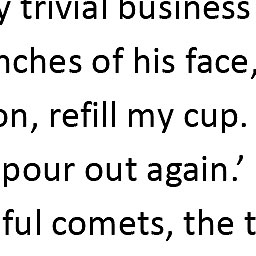 y trivial business
nches of his face,
on, refill my cup.
pour out again.’
ful comets, the t